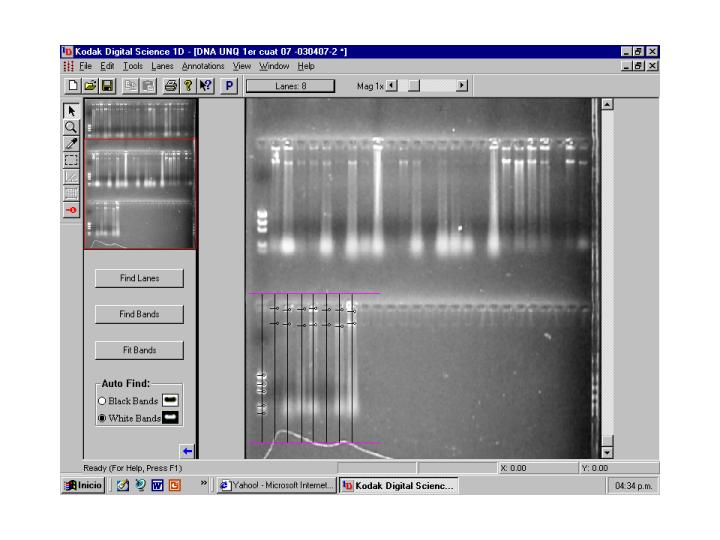 Kodak Digital Science 1D - [DNA UNQ 1er cuat 07 -030407-2 *]
File Edit Tools Lanes Annotations View Window Help
P Lanes: 8 Mag 1x
Find Lanes
Find Bands
Fit Bands
Auto Find:
Black Bands
White Bands
Ready (For Help, Press F1) X: 0.00 Y: 0.00
Inicio » Yahoo! - Microsoft Internet... Kodak Digital Scienc... 04:34 p.m.